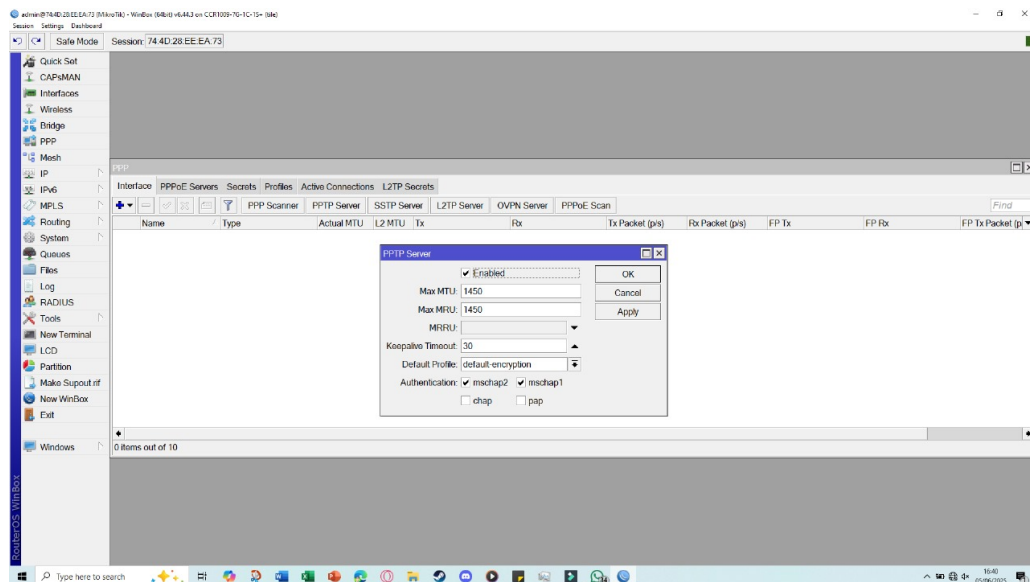 admin@74:4D:28:EE:EA:73 (MikroTik) - WinBox (64bit) v6.44.3 on CCR1009-7G-1C-1S+ (tile)
Session Settings Dashboard
Safe Mode Session: 74:4D:28:EE:EA:73
Quick Set
CAPsMAN
Interfaces
Wireless
Bridge
PPP
Mesh
IP
IPv6
MPLS
Routing
System
Queues
Files
Log
RADIUS
Tools
New Terminal
LCD
Partition
Make Supout.rif
New WinBox
Exit
Windows
RouterOS WinBox
PPP
Interface PPPoE Servers Secrets Profiles Active Connections L2TP Secrets
PPP Scanner PPTP Server SSTP Server L2TP Server OVPN Server PPPoE Scan Find
Name Type Actual MTU L2 MTU Tx Rx Tx Packet (p/s) Rx Packet (p/s) FP Tx FP Rx FP Tx Packet (p
PPTP Server
Enabled OK
Max MTU: 1450 Cancel
Max MRU: 1450 Apply
MRRU:
Keepalive Timeout: 30
Default Profile: default-encryption
Authentication: mschap2 mschap1
chap pap
0 items out of 10
Type here to search 16:40
05/06/2025